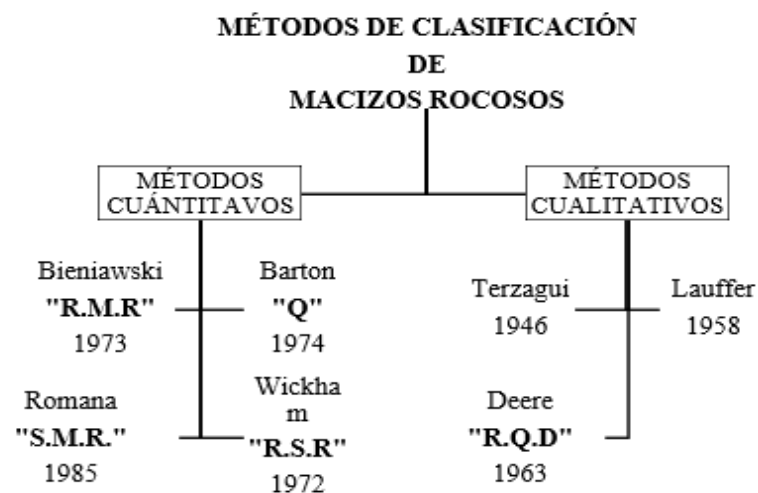 MÉTODOS DE CLASIFICACIÓN
DE
MACIZOS ROCOSOS
MÉTODOS
CUÁNTITAVOS
MÉTODOS
CUALITATIVOS
Bieniawski
"R.M.R"
1973
Barton
"Q"
1974
Terzagui
1946
Lauffer
1958
Romana
"S.M.R."
1985
Wickha
m
"R.S.R"
1972
Deere
"R.Q.D"
1963